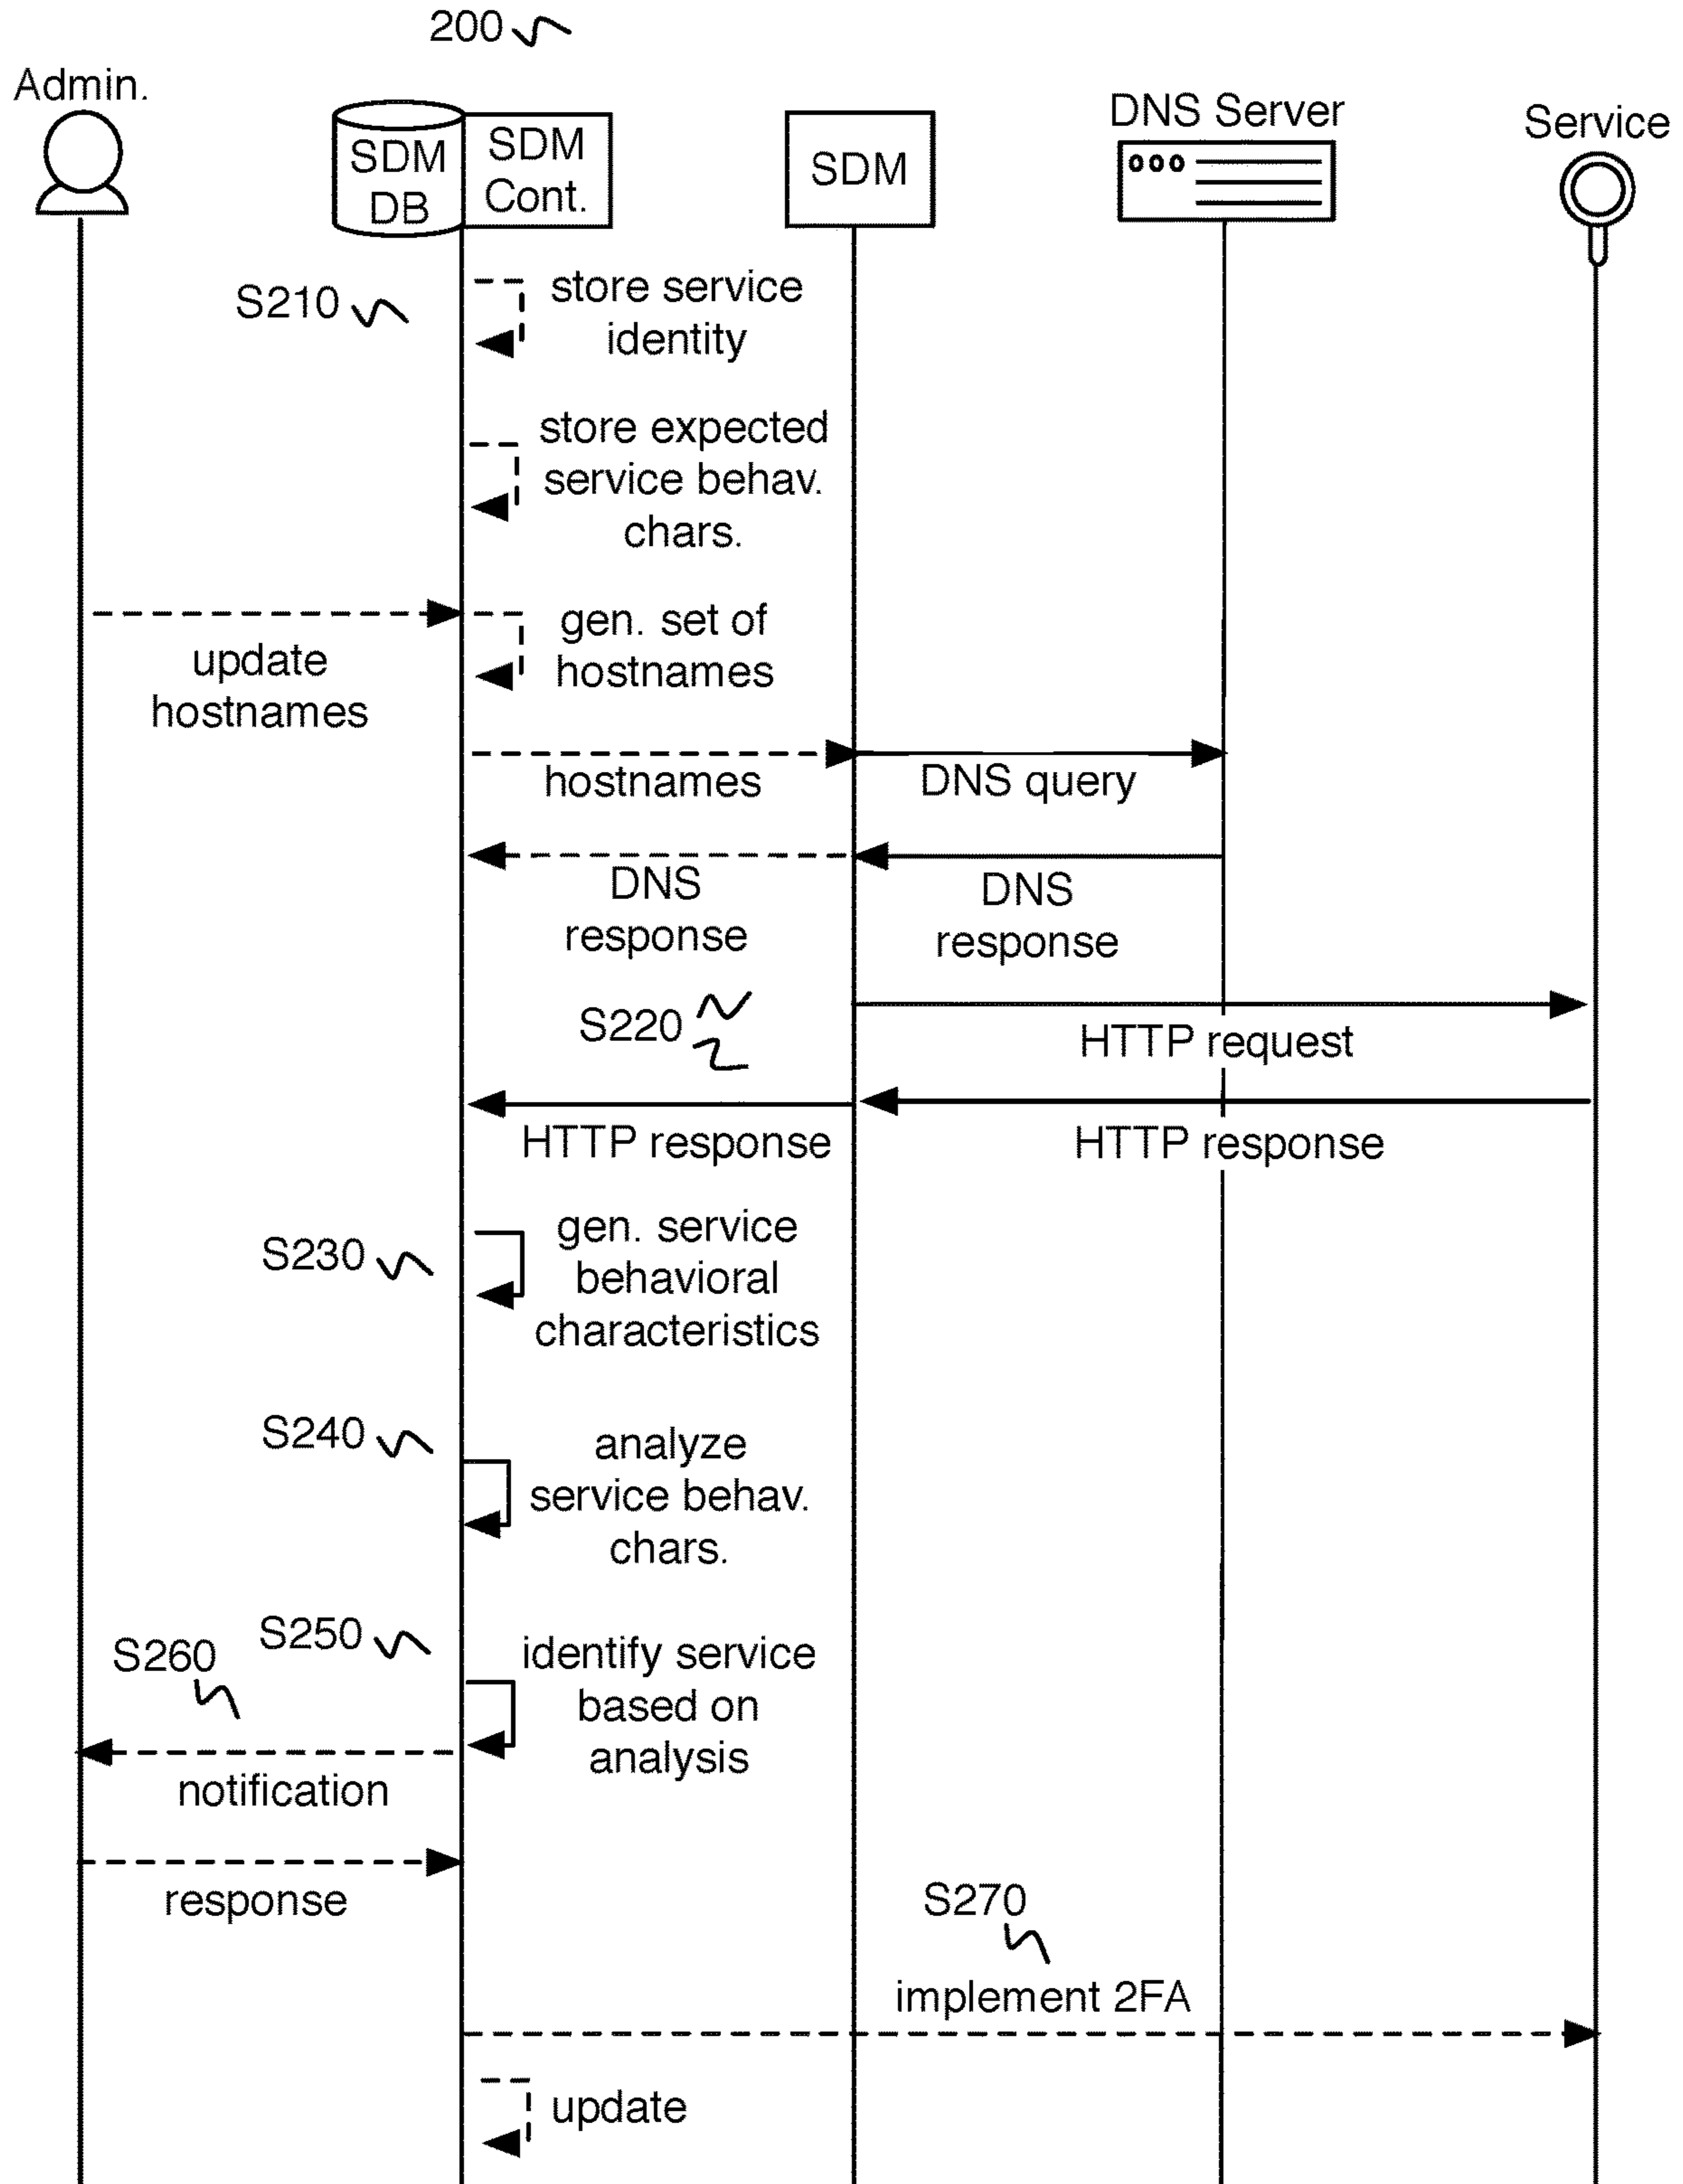 200
Admin.
SDM
DB
SDM
Cont.
SDM
DNS Server
Service
S210
store service
identity
store expected
service behav.
chars.
update
hostnames
gen. set of
hostnames
hostnames
DNS query
DNS
response
DNS
response
S220
HTTP request
HTTP response
HTTP response
S230
gen. service
behavioral
characteristics
S240
analyze
service behav.
chars.
S250
identify service
based on
analysis
S260
notification
response
S270
implement 2FA
update